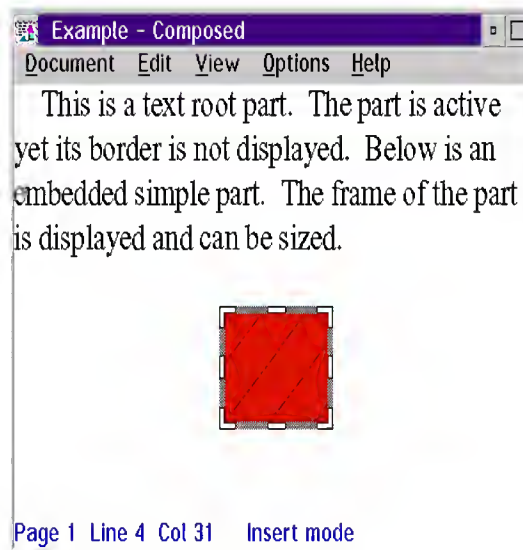 Example - Composed
Document Edit View Options Help
This is a text root part. The part is active
yet its border is not displayed. Below is an
embedded simple part. The frame of the part
is displayed and can be sized.
Page 1 Line 4 Col 31 Insert mode